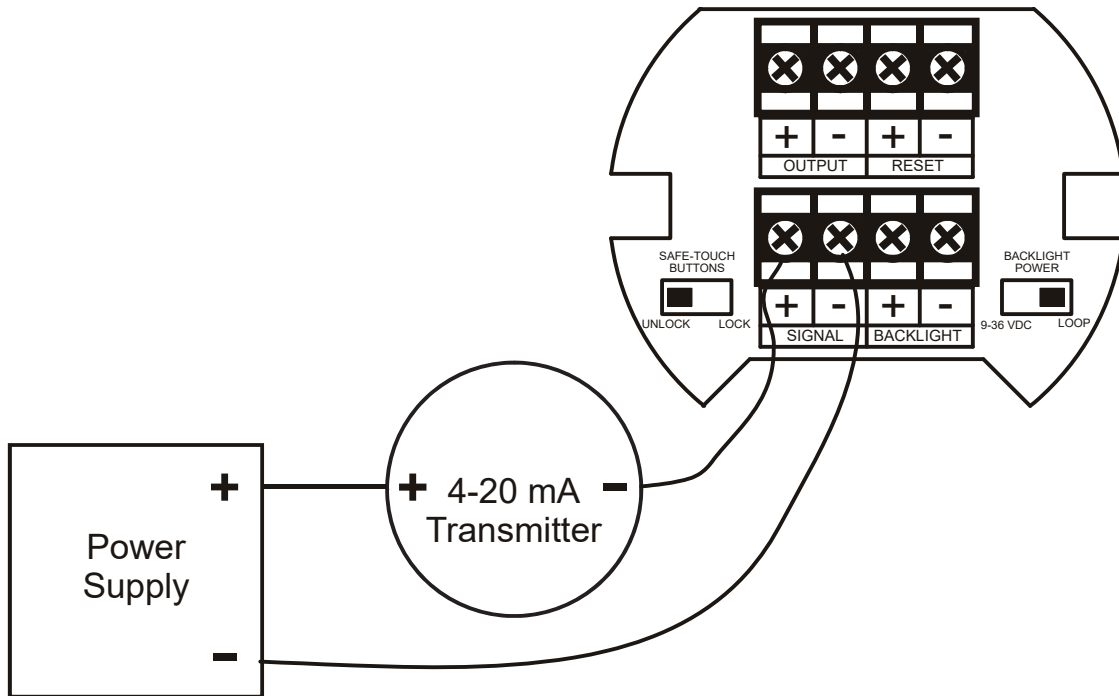 + - + -
OUTPUT RESET
SAFE-TOUCH
BUTTONS
UNLOCK LOCK
+ - + -
SIGNAL BACKLIGHT
BACKLIGHT
POWER
9-36 VDC LOOP
+
Power
Supply
-
+ 4-20 mA -
Transmitter